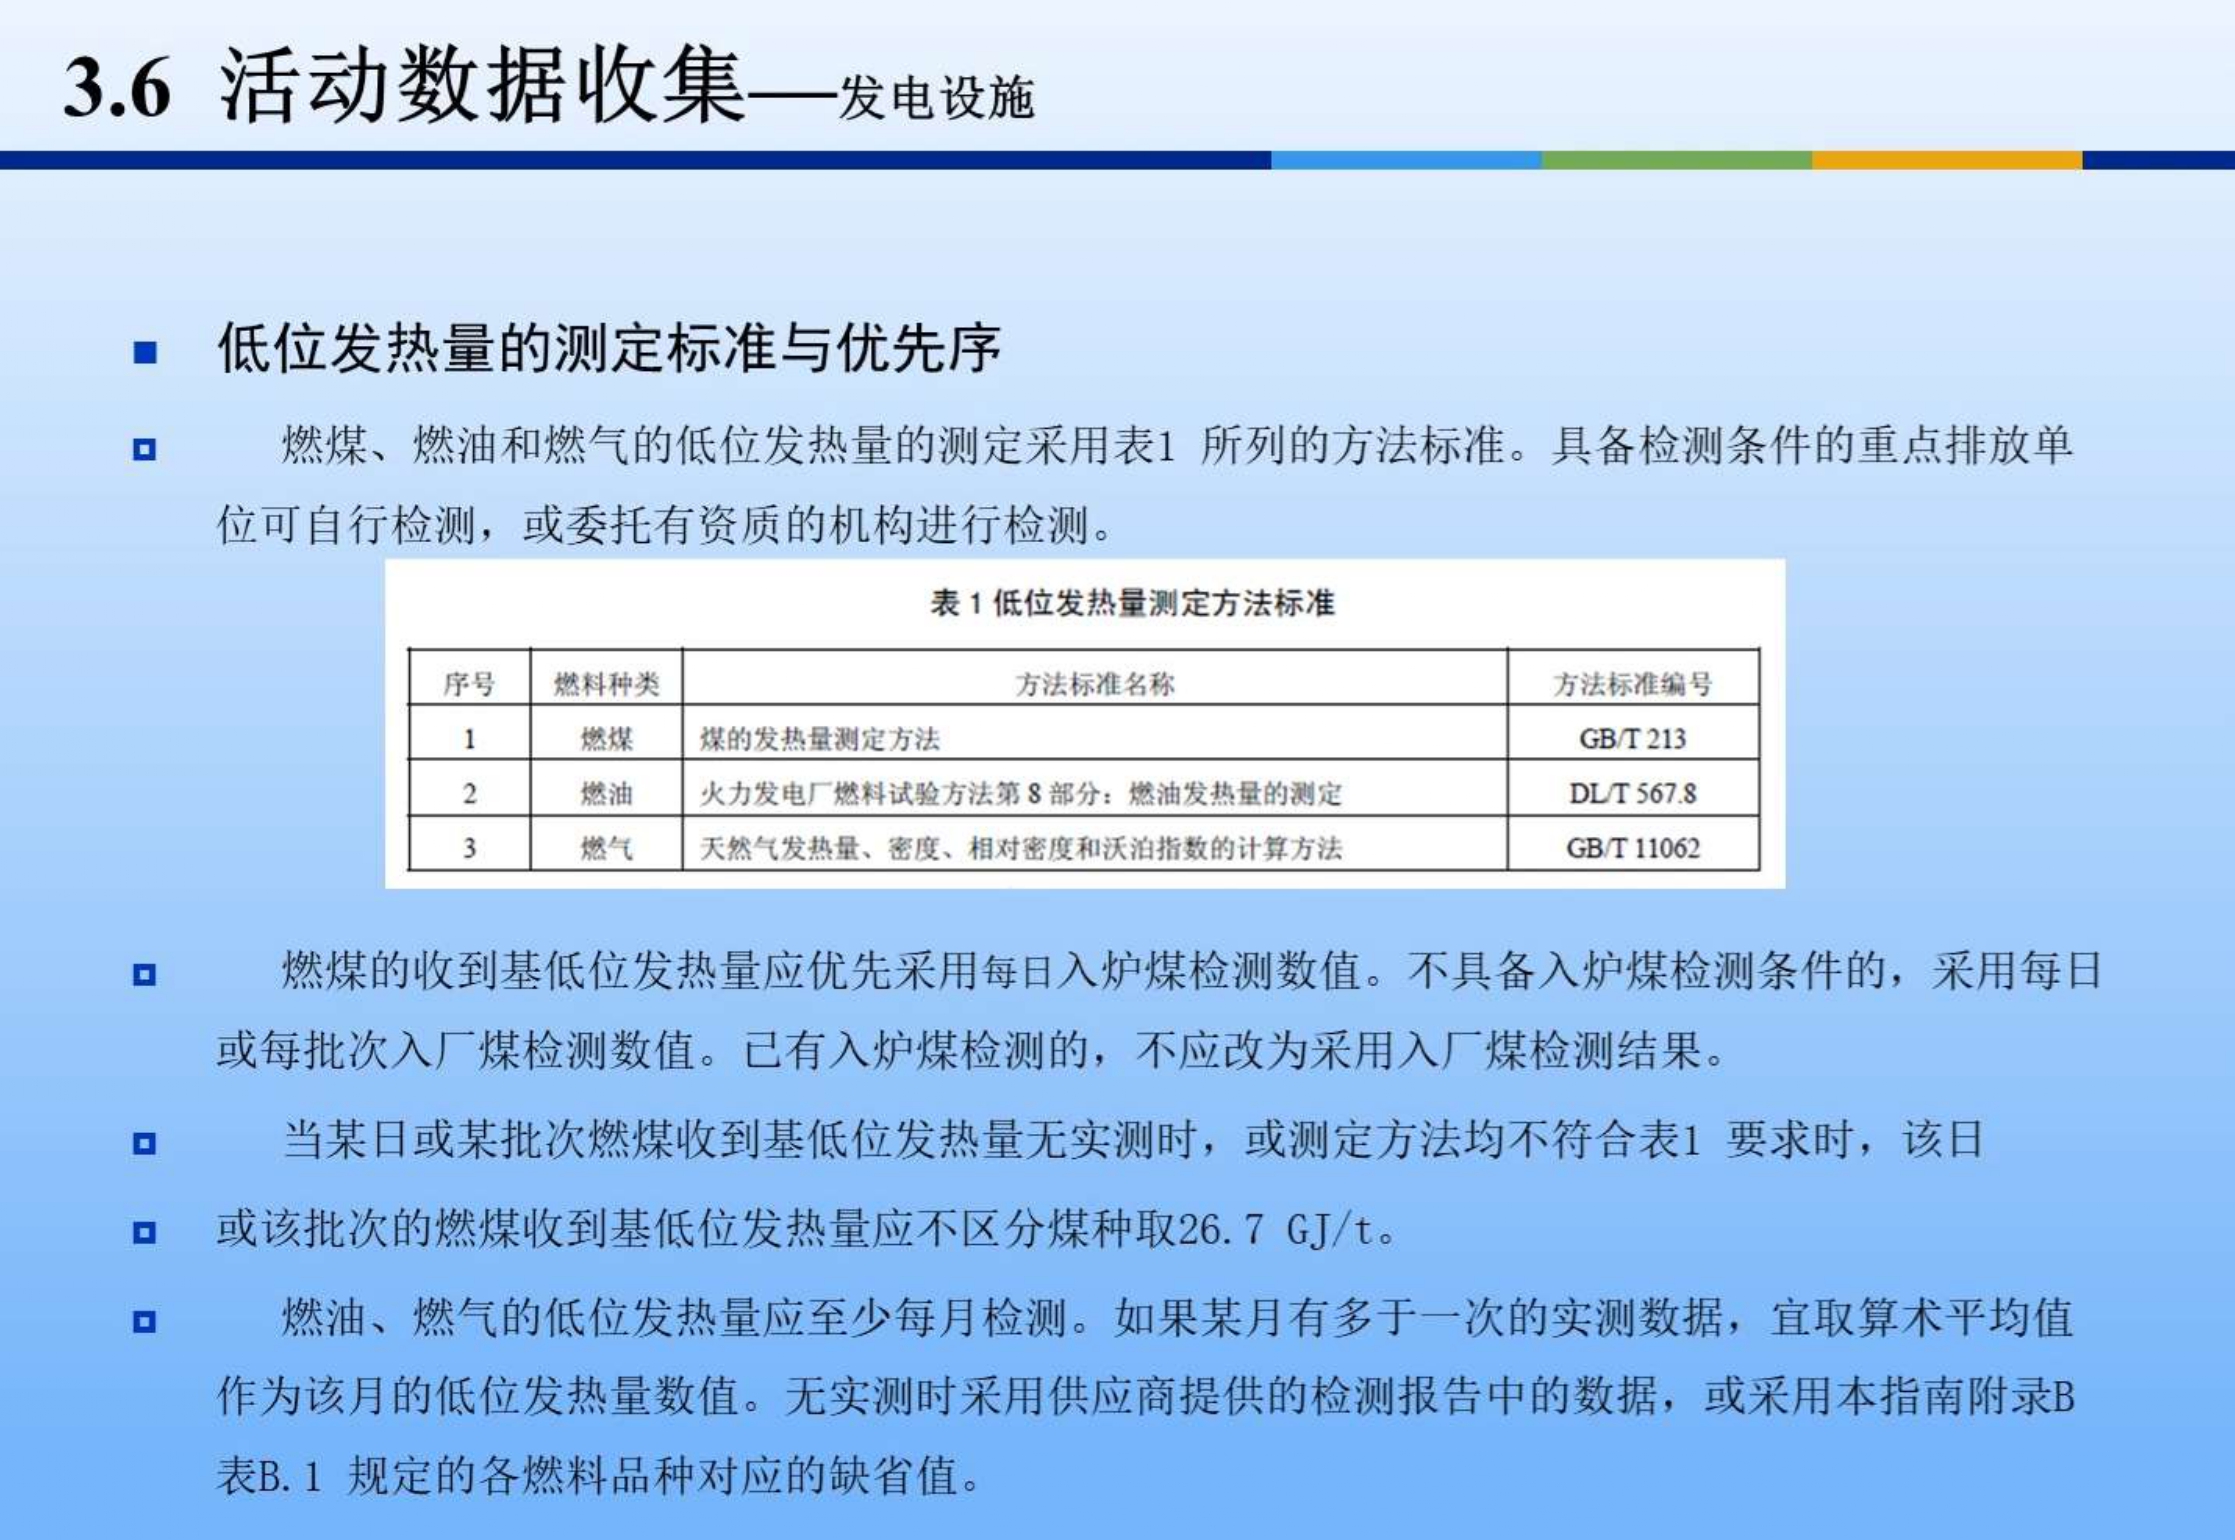 3.6 活动数据收集——发电设施
低位发热量的测定标准与优先序
燃煤、燃油和燃气的低位发热量的测定采用表1 所列的方法标准。具备检测条件的重点排放单
位可自行检测，或委托有资质的机构进行检测。
表 1 低位发热量测定方法标准
序号 燃料种类 方法标准名称 方法标准编号
1 燃煤 煤的发热量测定方法 GB/T 213
2 燃油 火力发电厂燃料试验方法第 8 部分：燃油发热量的测定 DL/T 567.8
3 燃气 天然气发热量、密度、相对密度和沃泊指数的计算方法 GB/T 11062
燃煤的收到基低位发热量应优先采用每日入炉煤检测数值。不具备入炉煤检测条件的，采用每日
或每批次入厂煤检测数值。已有入炉煤检测的，不应改为采用入厂煤检测结果。
当某日或某批次燃煤收到基低位发热量无实测时，或测定方法均不符合表1 要求时，该日
或该批次的燃煤收到基低位发热量应不区分煤种取26.7 GJ/t。
燃油、燃气的低位发热量应至少每月检测。如果某月有多于一次的实测数据，宜取算术平均值
作为该月的低位发热量数值。无实测时采用供应商提供的检测报告中的数据，或采用本指南附录B
表B.1 规定的各燃料品种对应的缺省值。